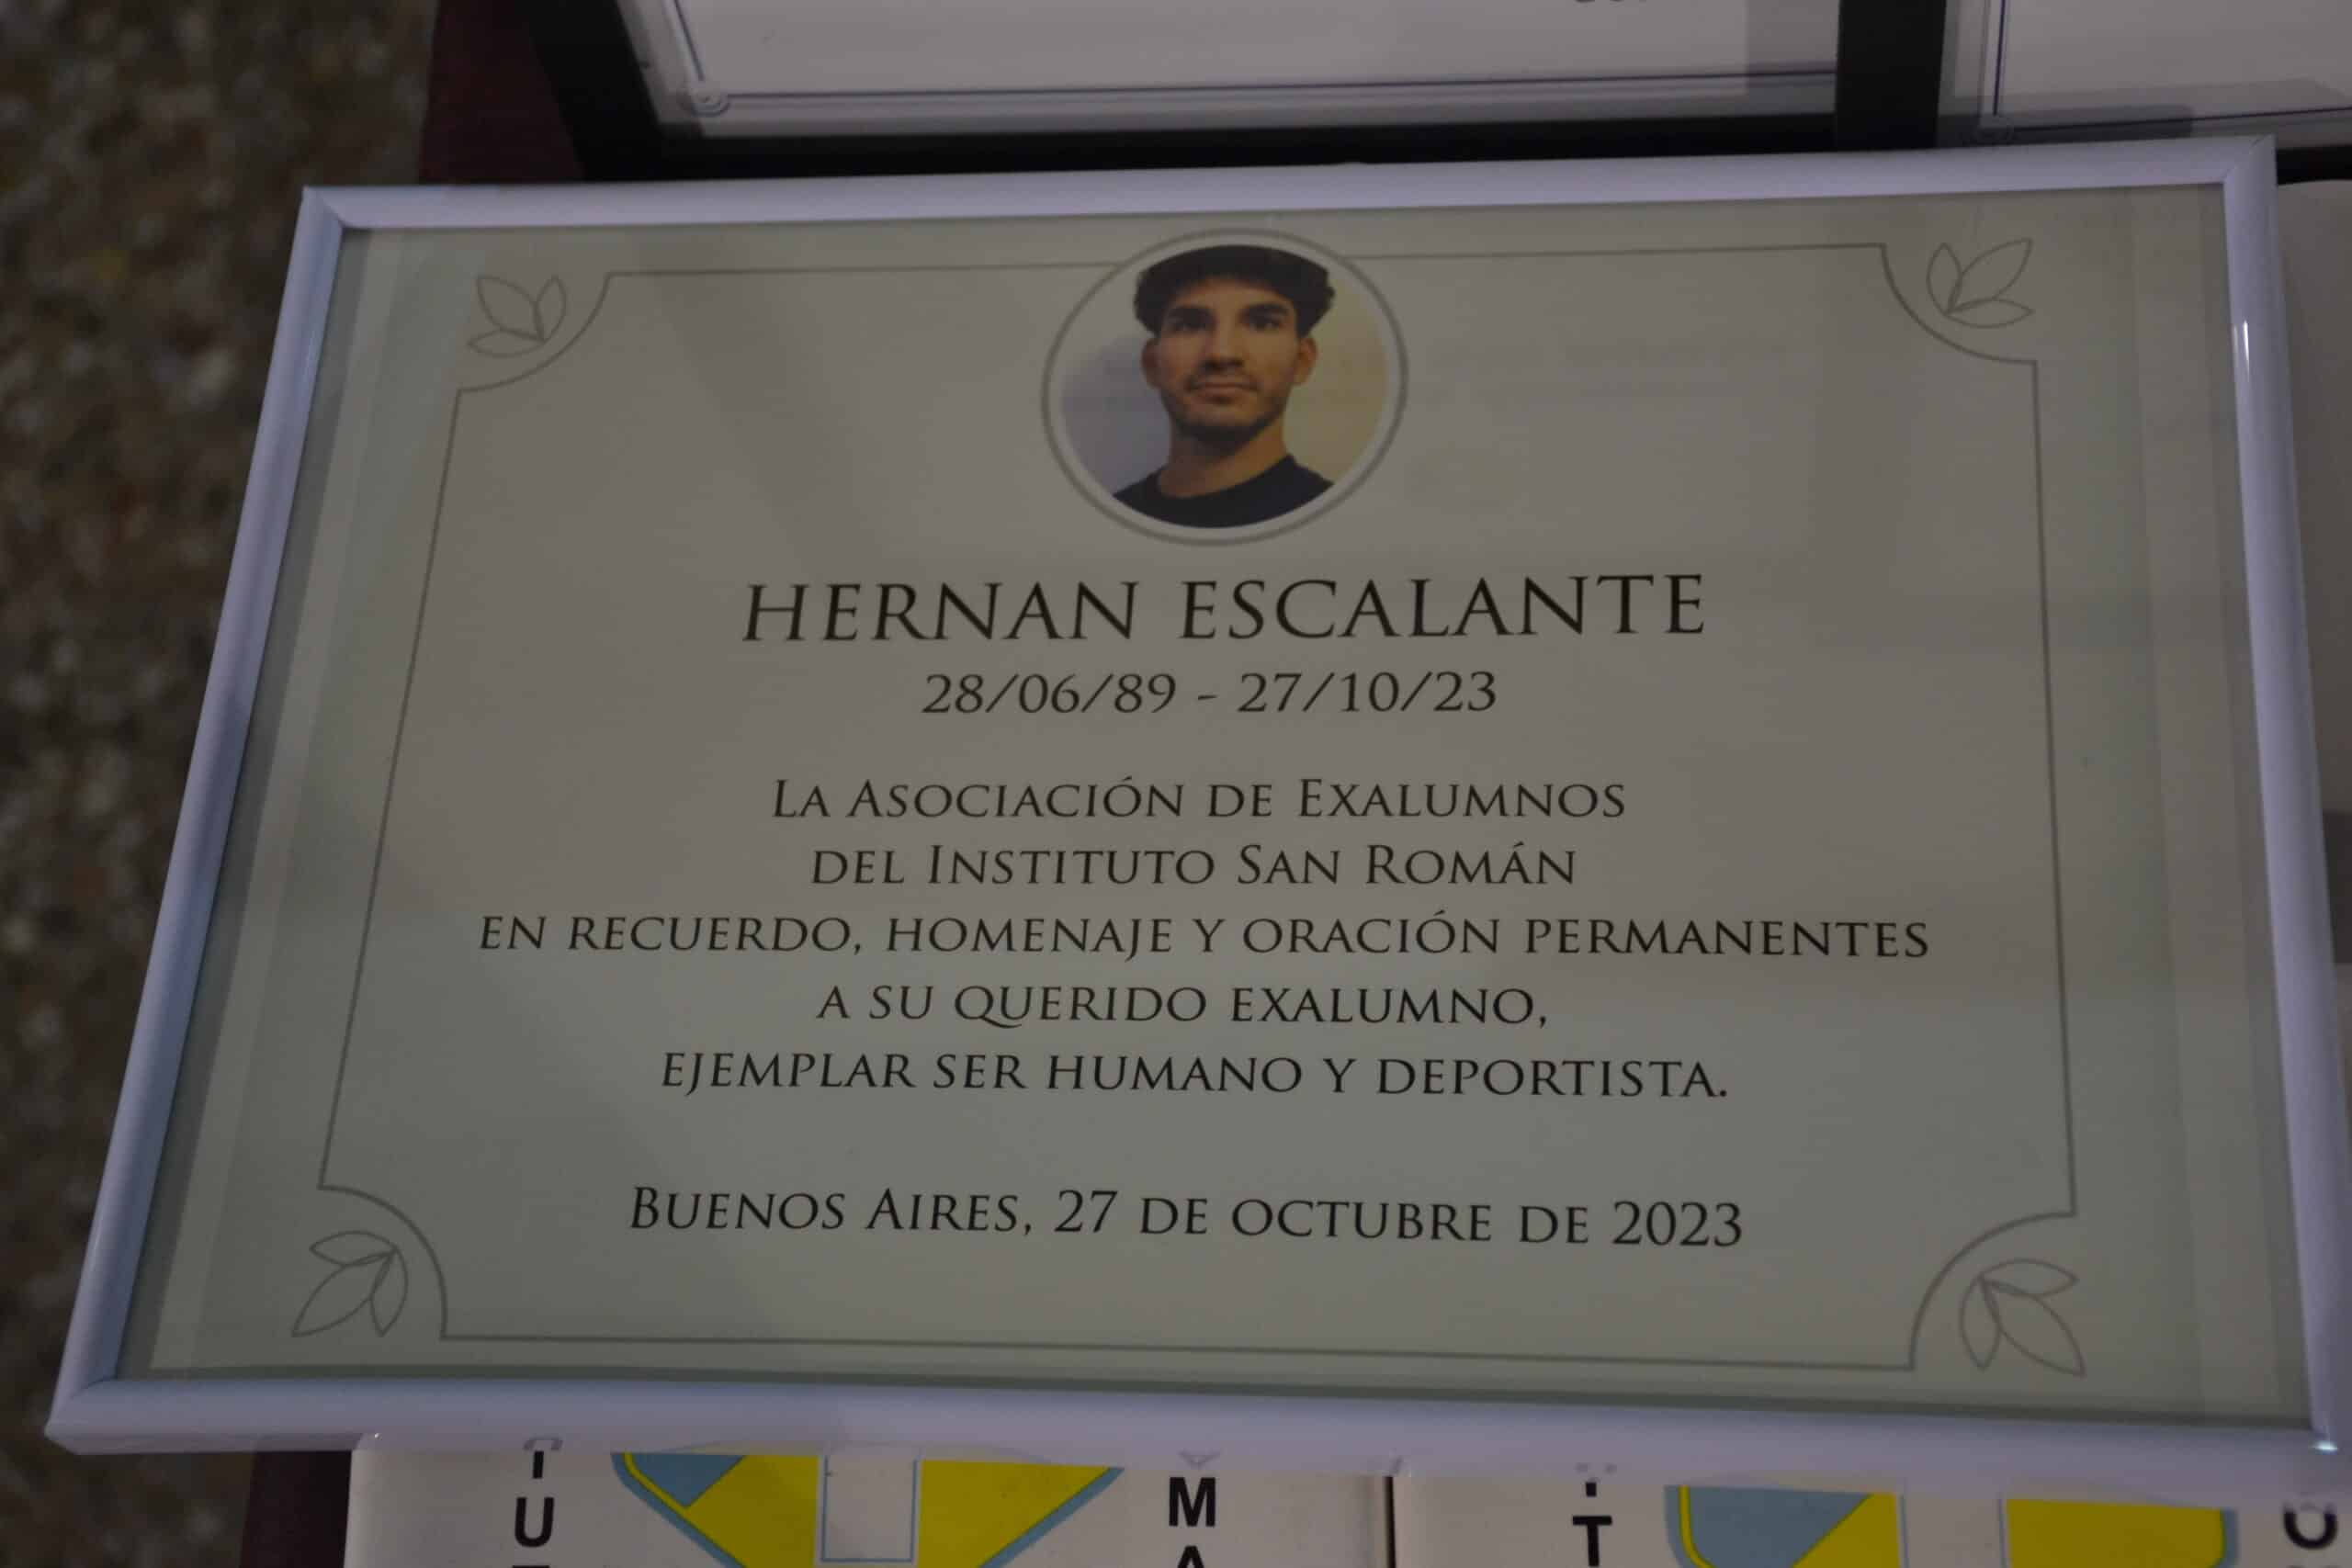 HERNAN ESCALANTE
28/06/89 - 27/10/23
LA ASOCIACIÓN DE EXALUMNOS
DEL INSTITUTO SAN ROMÁN
EN RECUERDO, HOMENAJE Y ORACIÓN PERMANENTES
A SU QUERIDO EXALUMNO,
EJEMPLAR SER HUMANO Y DEPORTISTA.
BUENOS AIRES, 27 DE OCTUBRE DE 2023